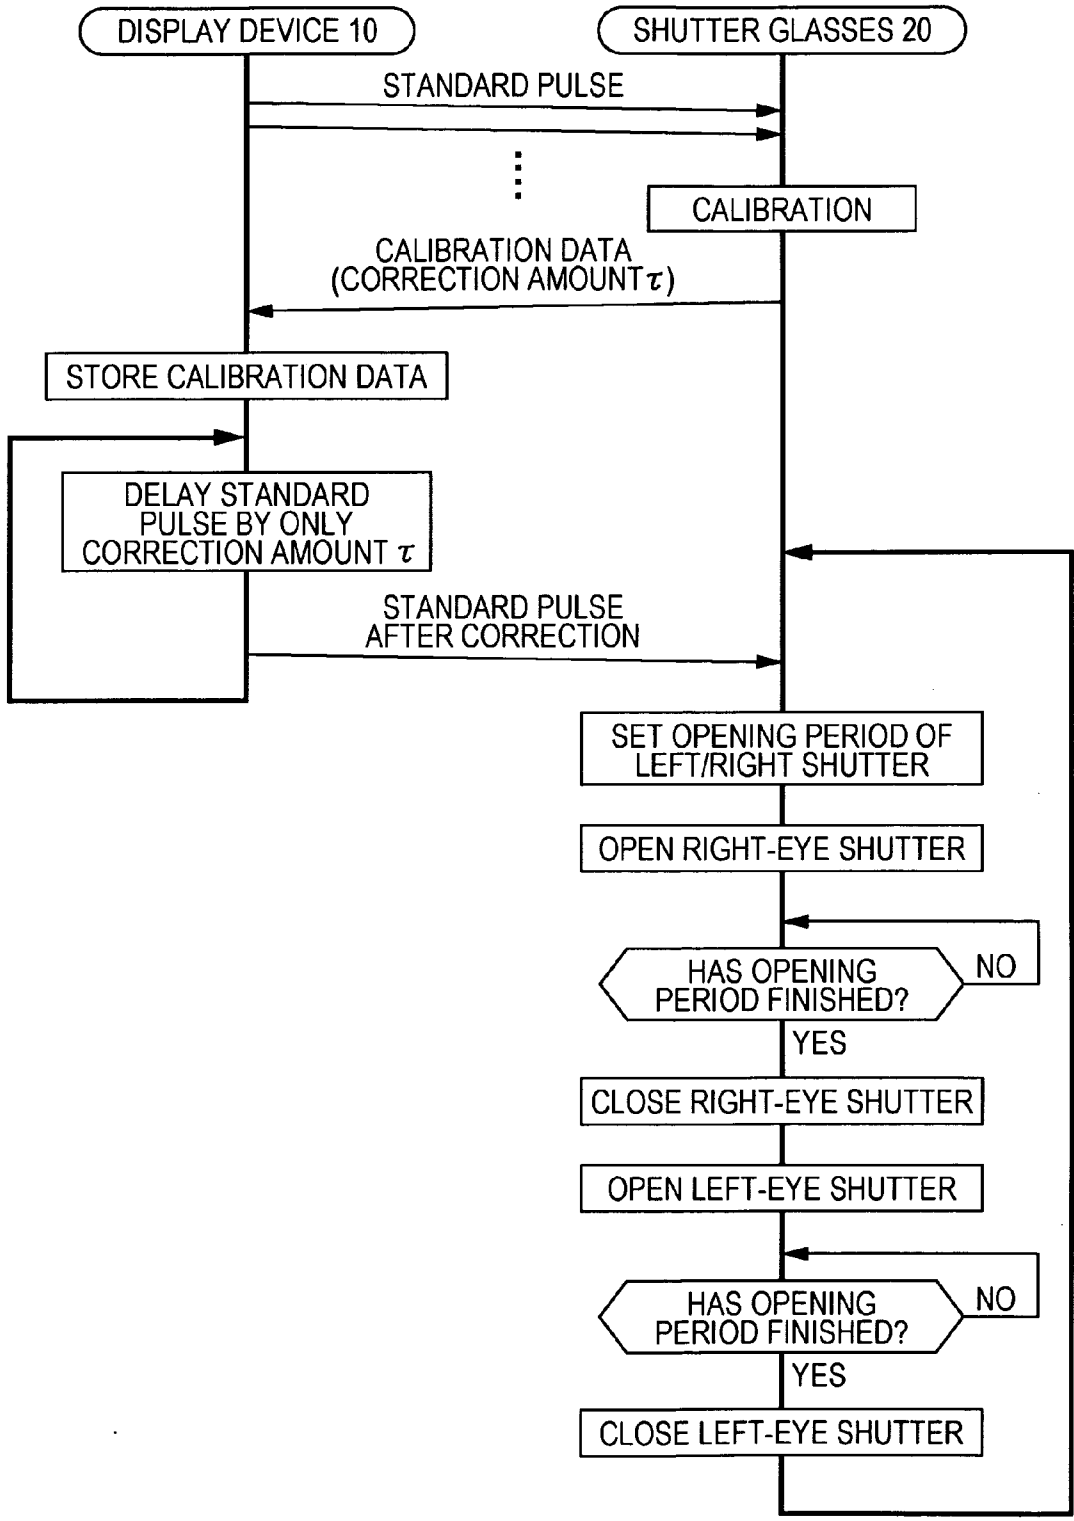 DISPLAY DEVICE 10
SHUTTER GLASSES 20
STANDARD PULSE
CALIBRATION
CALIBRATION DATA
(CORRECTION AMOUNT τ)
STORE CALIBRATION DATA
DELAY STANDARD
PULSE BY ONLY
CORRECTION AMOUNT τ
STANDARD PULSE
AFTER CORRECTION
SET OPENING PERIOD OF
LEFT/RIGHT SHUTTER
OPEN RIGHT-EYE SHUTTER
HAS OPENING
PERIOD FINISHED?
NO
YES
CLOSE RIGHT-EYE SHUTTER
OPEN LEFT-EYE SHUTTER
HAS OPENING
PERIOD FINISHED?
NO
YES
CLOSE LEFT-EYE SHUTTER